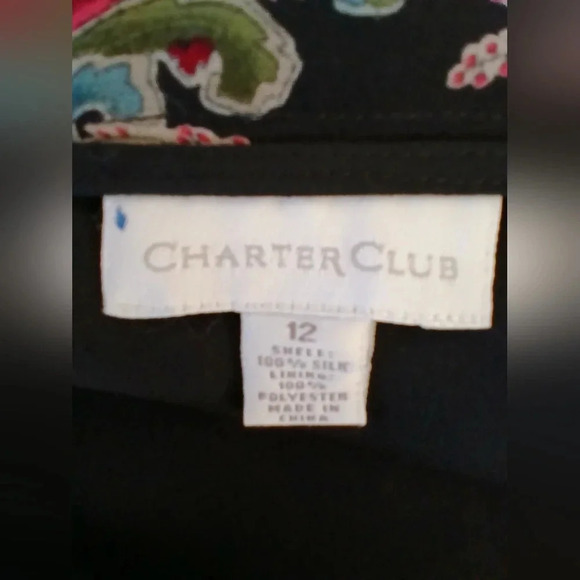 CHARTER CLUB
12
SHELL:
100% SILK
LINING:
100%
POLYESTER
MADE IN
CHINA